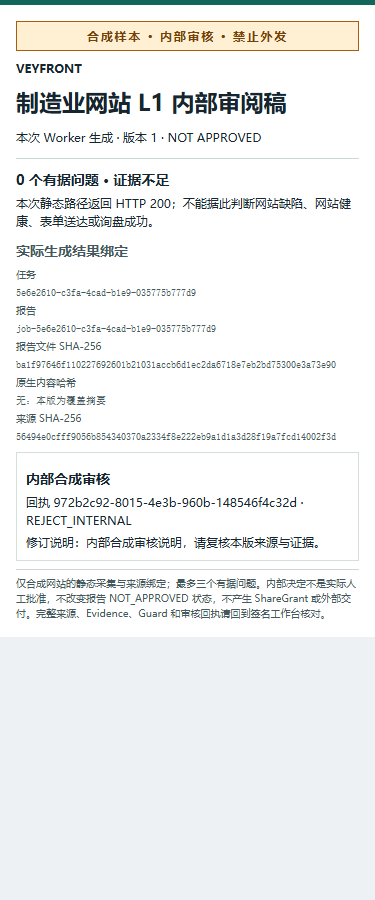 合成样本 • 内部审核 • 禁止外发
VEYFRONT
制造业网站 L1 内部审阅稿
本次 Worker 生成 · 版本 1 · NOT APPROVED
0 个有据问题 • 证据不足
本次静态路径返回 HTTP 200；不能据此判断网站缺陷、网站健
康、表单送达或询盘成功。
实际生成结果绑定
任务
5e6e2610-c3fa-4cad-b1e9-035775b777d9
报告
job-5e6e2610-c3fa-4cad-b1e9-035775b777d9
报告文件 SHA-256
ba1f97646f110227692601b21031accb6d1ec2da6718e7eb2bd75300e3a73e90
原生内容哈希
无；本版为覆盖摘要
来源 SHA-256
56494e0cfff9056b854340370a2334f8e222eb9a1d1a3d28f19a7fcd14002f3d
内部合成审核
回执 972b2c92-8015-4e3b-960b-148546f4c32d ·
REJECT_INTERNAL
修订说明：内部合成审核说明，请复核本版来源与证据。
仅合成网站的静态采集与来源绑定；最多三个有据问题。内部决定不是实际人
工批准，不改变报告 NOT_APPROVED 状态，不产生 ShareGrant 或外部交
付。完整来源、Evidence、Guard 和审核回执请回到签名工作台核对。